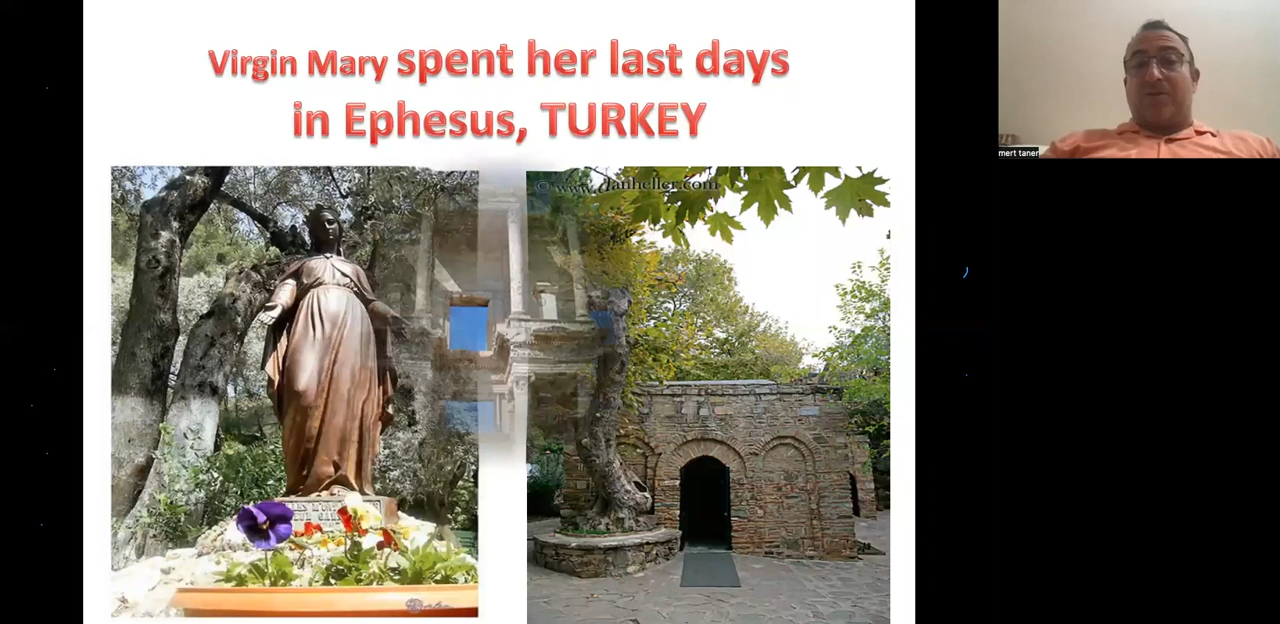 Virgin Mary spent her last days
in Ephesus, TURKEY
© www.danheller.com
mert taner